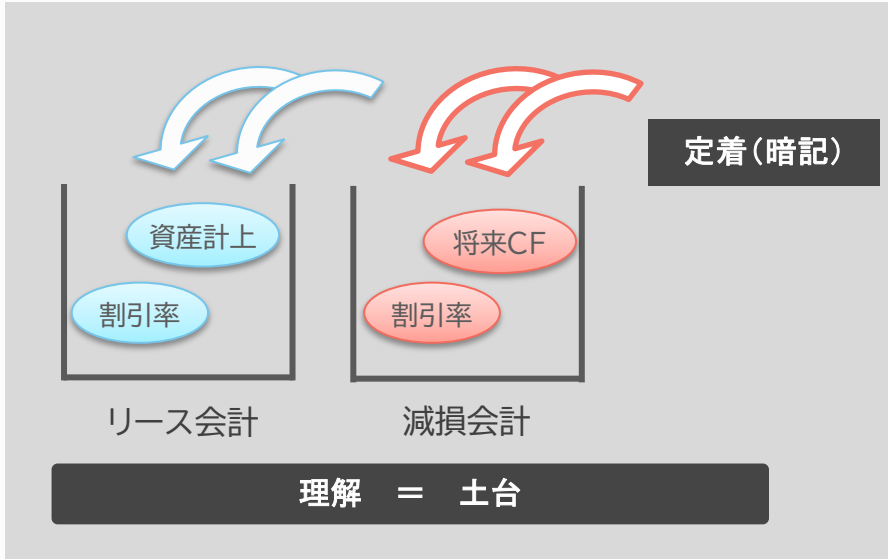 定着（暗記）
資産計上
将来CF
割引率
割引率
リース会計
減損会計
理解 ＝ 土台